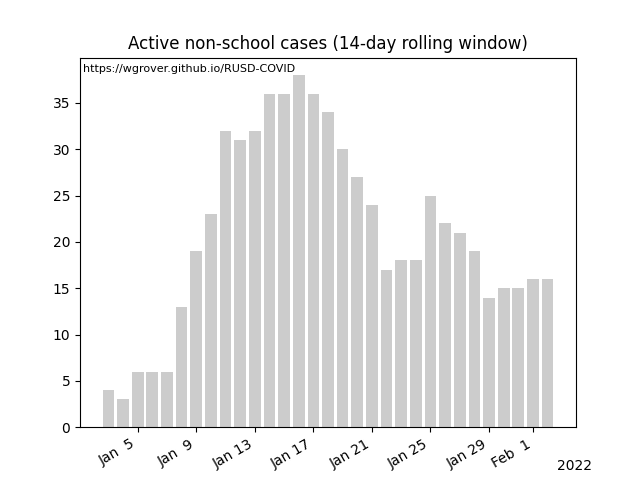 Active non-school cases (14-day rolling window)
https://wgrover.github.io/RUSD-COVID
35
30
25
20
15
10
5
0
Jan 5
Jan 9
Jan 13
Jan 17
Jan 21
Jan 25
Jan 29
Feb 1
2022